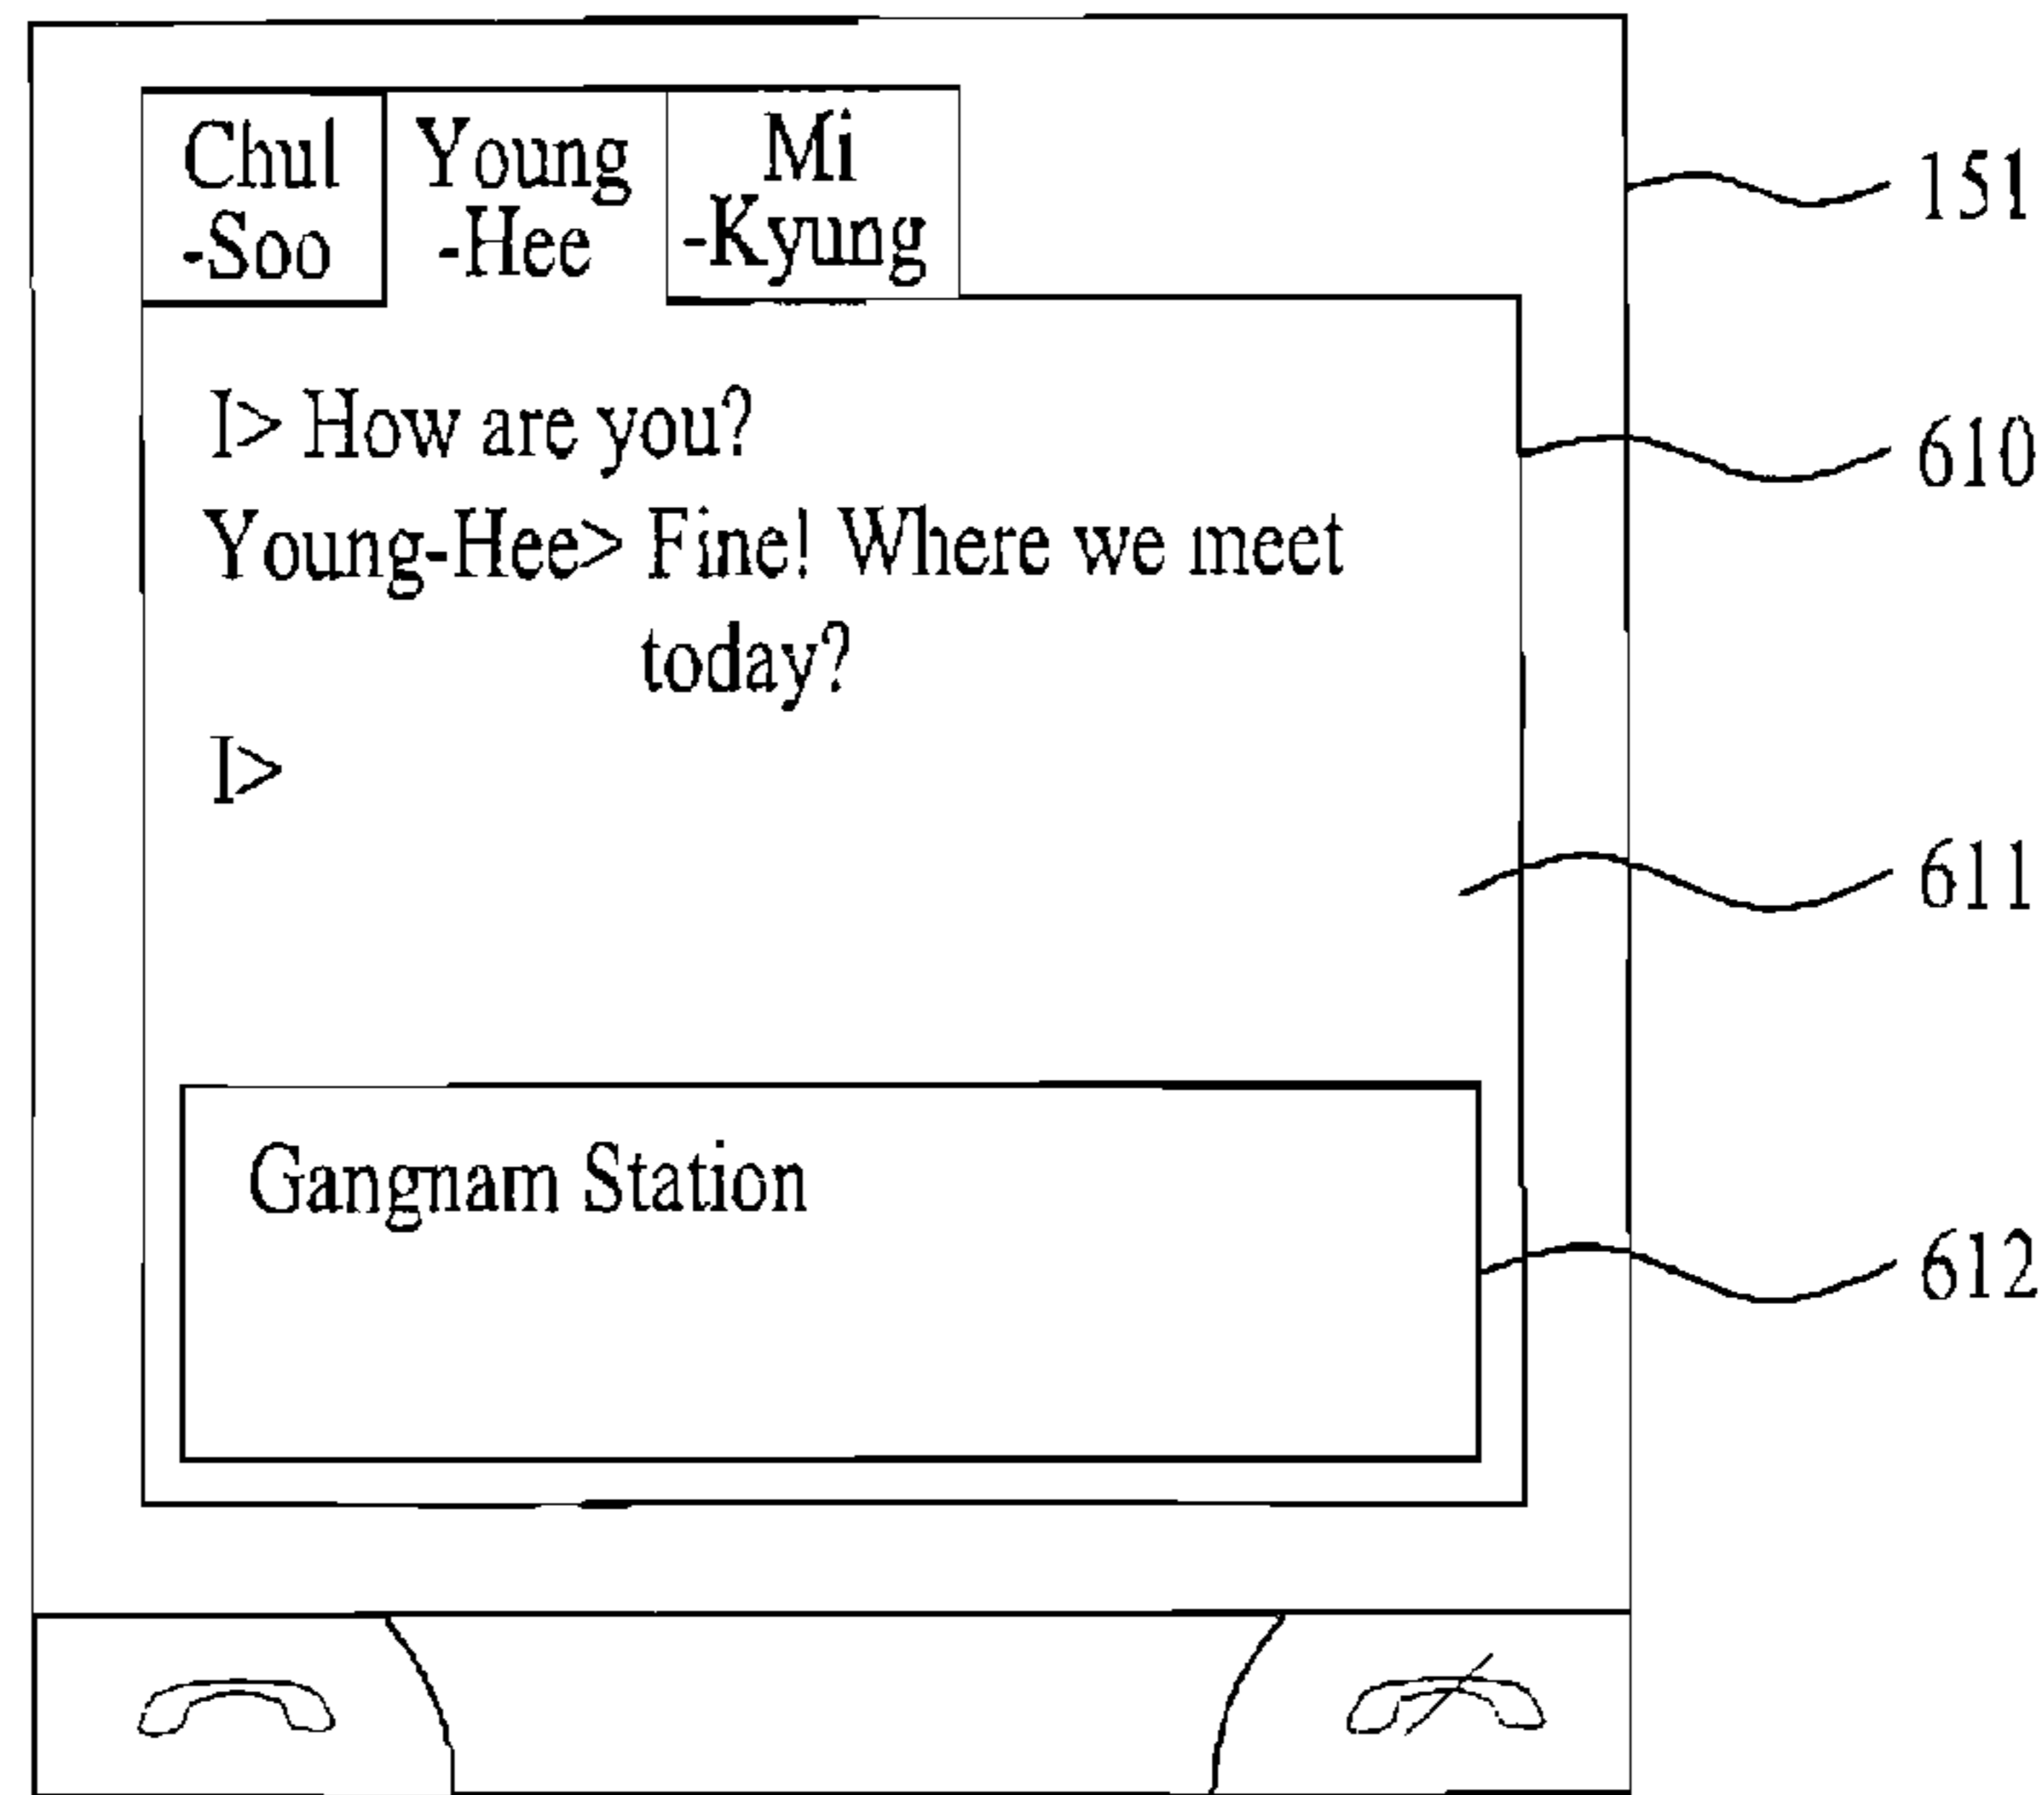 Chul
-Soo
Young
-Hee
Mi
-Kyung
151
I> How are you?
610
Young-Hee> Fine! Where we meet
today?
I>
611
Gangnam Station
612